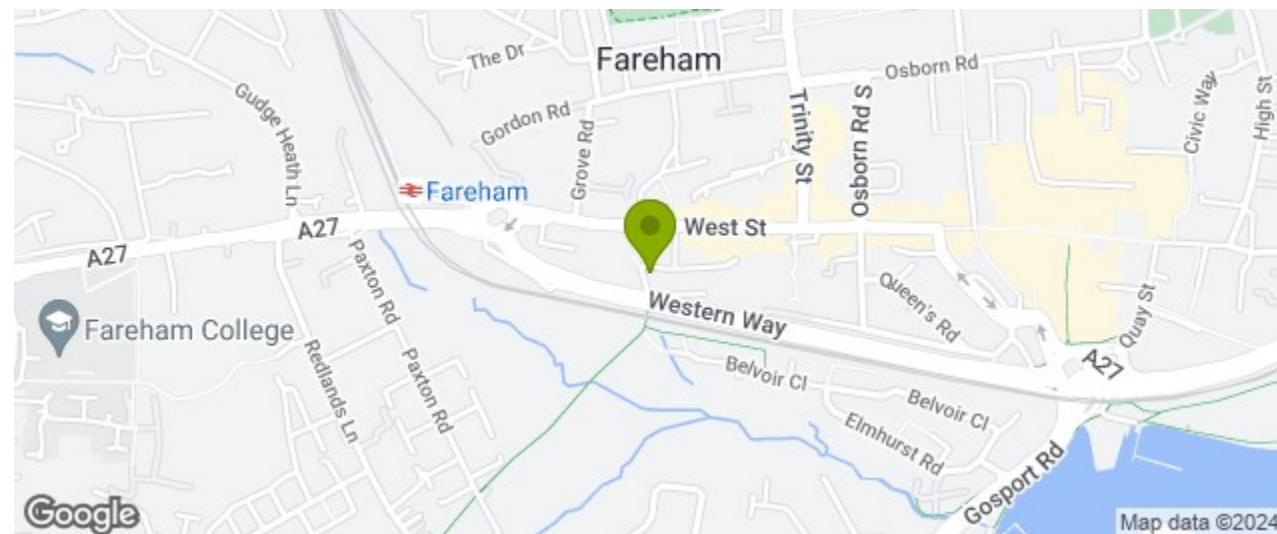 The Dr
Fareham
Osborn Rd
Gudge Heath Ln
Gordon Rd
Grove Rd
Trinity St
Osborn Rd S
Civic Way
High St
Fareham
West St
A27
A27
Paxton Rd
Queen's Rd
Quay St
Western Way
Fareham College
Redlands Ln
Paxton Rd
Belvoir Cl
A27
Belvoir Cl
Elmhurst Rd
Gosport Rd
Google
Map data ©2024